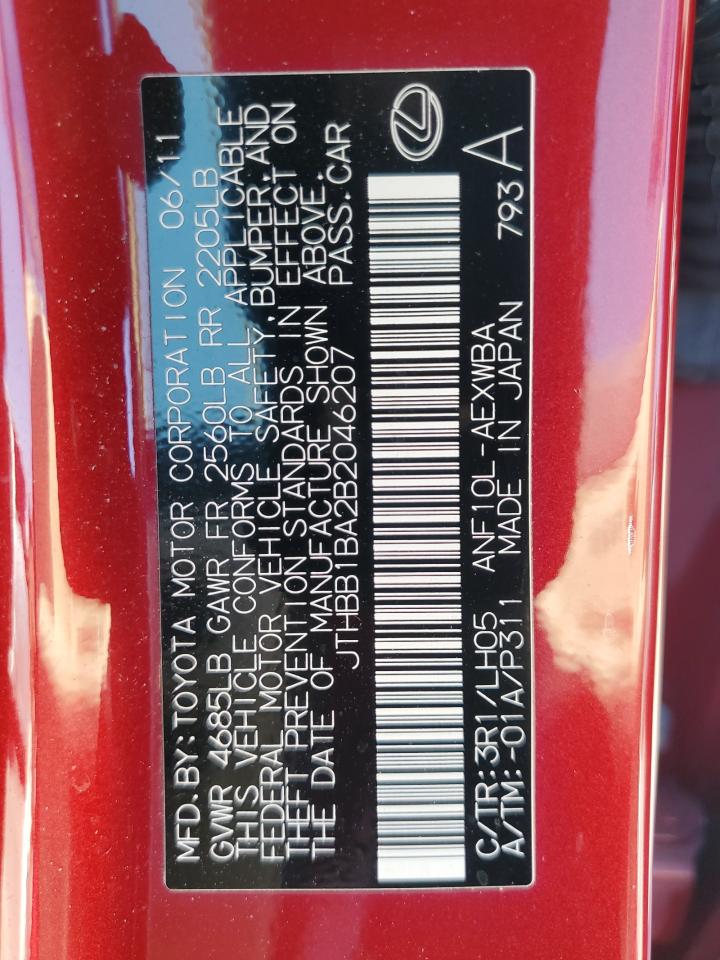 MFD.BY:TOYOTA MOTOR CORPORATION 06/11
GVWR 4685LB GAWR FR 2560LB RR 2205LB
THIS VEHICLE CONFORMS TO ALL APPLICABLE
FEDERAL MOTOR VEHICLE SAFETY,BUMPER,AND
THEFT PREVENTION STANDARDS IN EFFECT ON
THE DATE OF MANUFACTURE SHOWN ABOVE.
JTHBB1BA2B2046207 PASS.CAR
C/TR:3R1/LH05 ANF10L-AEXWBA
A/TM:-01A/P311 MADE IN JAPAN 793 A